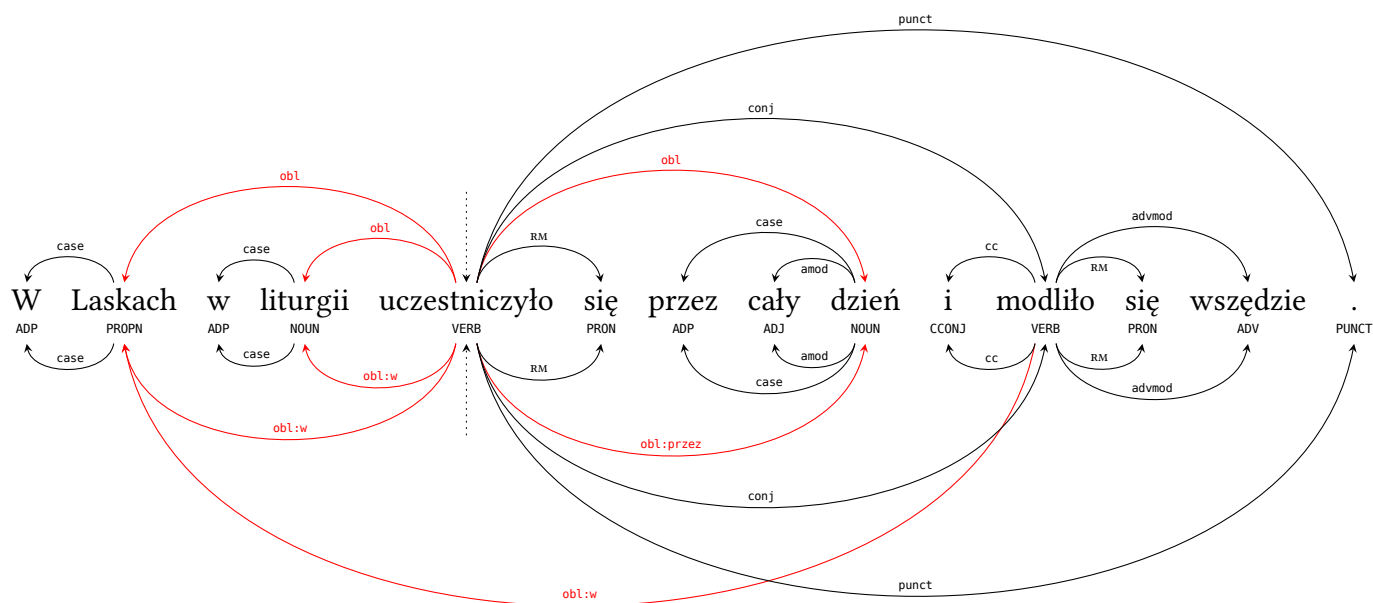 punct
conj
obl obl
obl case advmod
case case RM cc RM
amod
W Laskach w liturgii uczestniczyło się przez cały dzień i modliło się wszędzie .
ADP PROPN ADP NOUN VERB PRON ADP ADJ NOUN CCONJ VERB PRON ADV PUNCT
case case RM amod cc RM
obl:w case advmod
obl:w obl:przez
conj
punct
obl:w